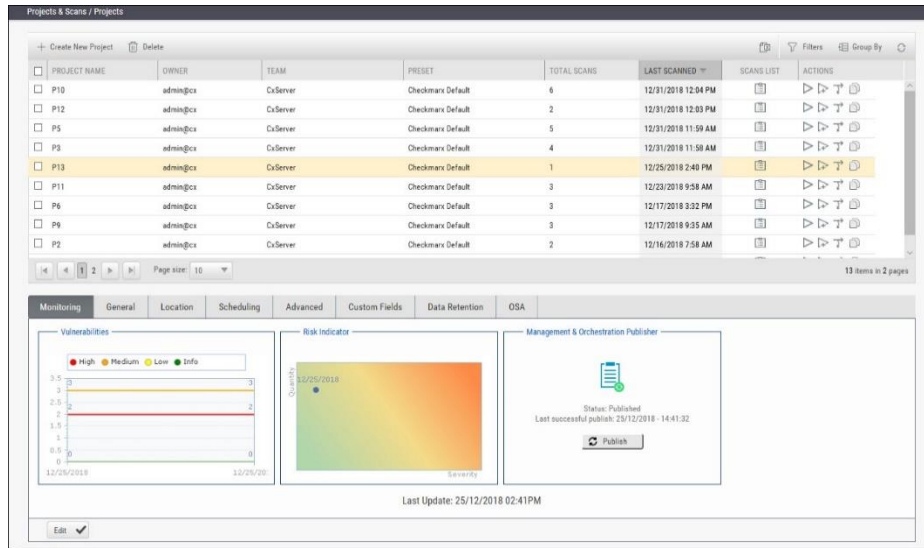 Projects & Scans / Projects
Create New Project Delete Filters Group By
PROJECT NAME OWNER TEAM PRESET TOTAL SCANS LAST SCANNED SCANS LIST ACTIONS
P10 admin@cx CxServer Checkmarx Default 6 12/31/2018 12:04 PM
P12 admin@cx CxServer Checkmarx Default 2 12/31/2018 12:03 PM
P5 admin@cx CxServer Checkmarx Default 5 12/31/2018 11:59 AM
P3 admin@cx CxServer Checkmarx Default 4 12/31/2018 11:58 AM
P13 admin@cx CxServer Checkmarx Default 1 12/25/2018 2:40 PM
P11 admin@cx CxServer Checkmarx Default 3 12/23/2018 9:58 AM
P6 admin@cx CxServer Checkmarx Default 3 12/17/2018 3:32 PM
P9 admin@cx CxServer Checkmarx Default 3 12/17/2018 9:35 AM
P2 admin@cx CxServer Checkmarx Default 2 12/16/2018 7:58 AM
1 2 Page size: 10 13 items in 2 pages
Monitoring General Location Scheduling Advanced Custom Fields Data Retention OSA
Vulnerabilities
High Medium Low Info
3.5
3
2.5
2
1.5
1
0.5
0
3 3
2 2
0 0
12/25/2018 12/25/20
Risk Indicator
Quantity
12/25/2018
Severity
Management & Orchestration Publisher
Status: Published
Last successful publish: 25/12/2018 - 14:41:32
Publish
Last Update: 25/12/2018 02:41PM
Edit